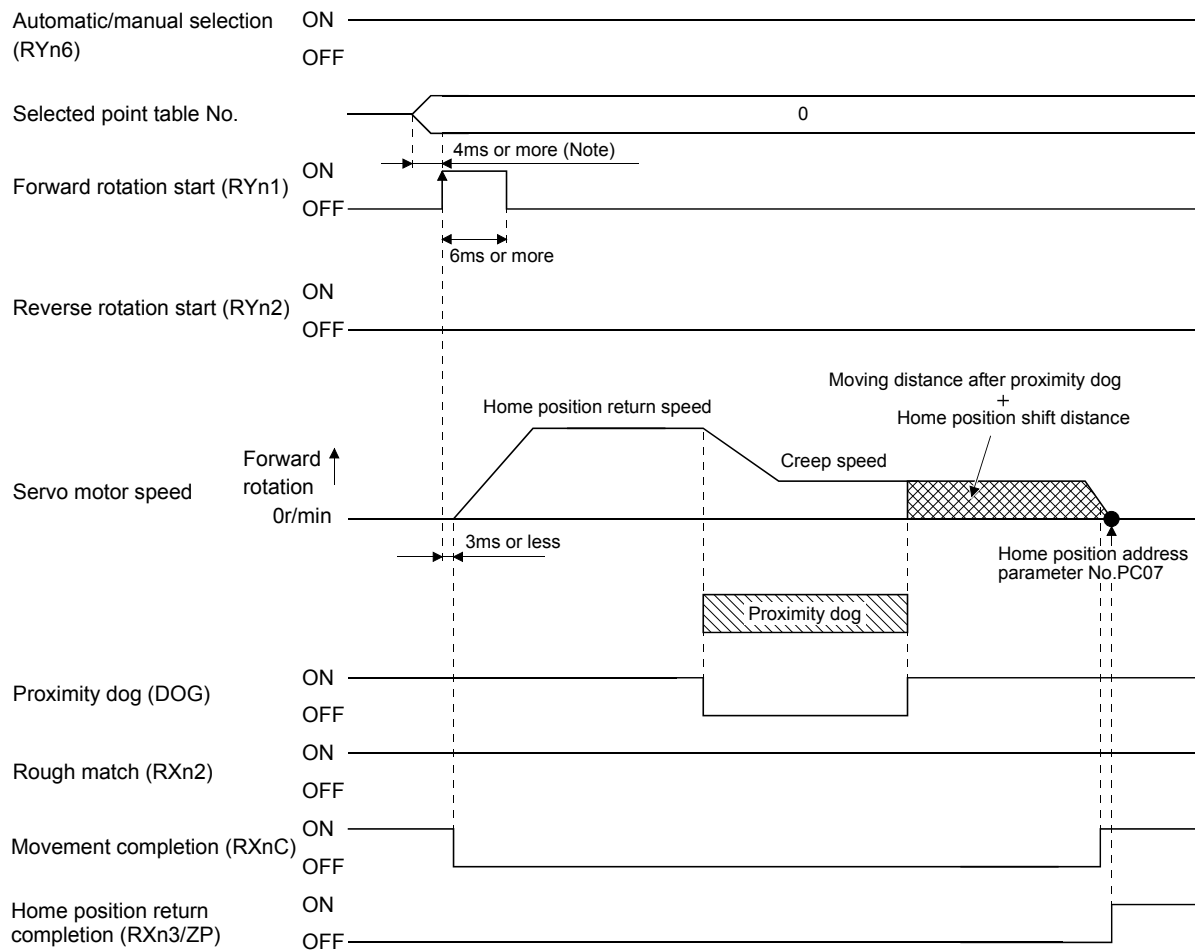 Automatic/manual selection
(RYn6)
ON
OFF
Selected point table No.
0
4ms or more (Note)
Forward rotation start (RYn1)
ON
OFF
6ms or more
Reverse rotation start (RYn2)
ON
OFF
Moving distance after proximity dog
+
Home position shift distance
Home position return speed
Creep speed
Servo motor speed
Forward
rotation
0r/min
3ms or less
Home position address
parameter No.PC07
Proximity dog
Proximity dog (DOG)
ON
OFF
Rough match (RXn2)
ON
OFF
Movement completion (RXnC)
ON
OFF
Home position return
completion (RXn3/ZP)
ON
OFF